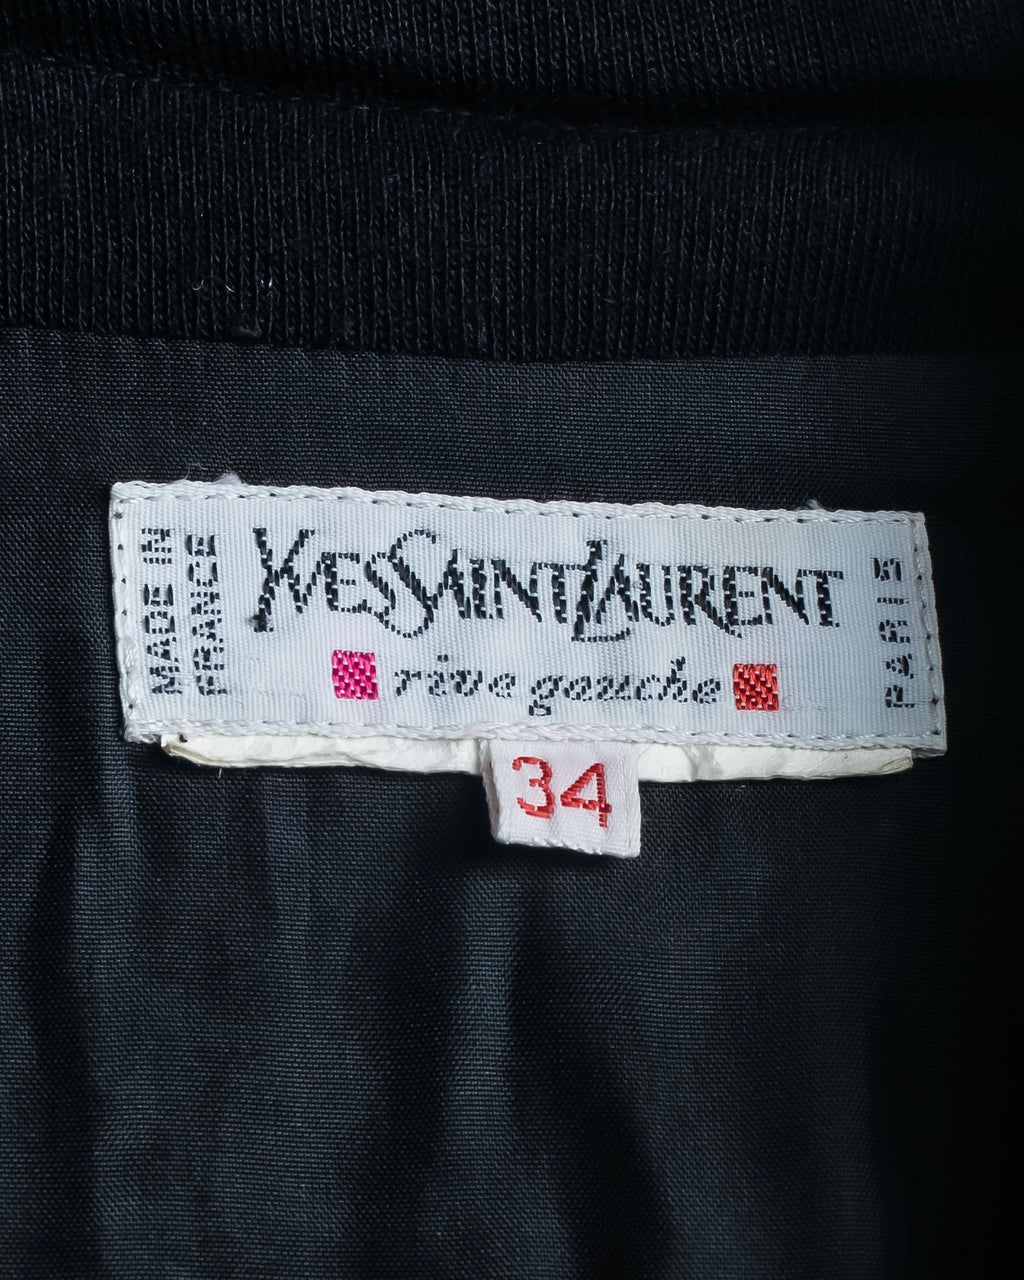 MADE IN
FRANCE
YVESSAINTLAURENT
rive gauche
PARIS
34